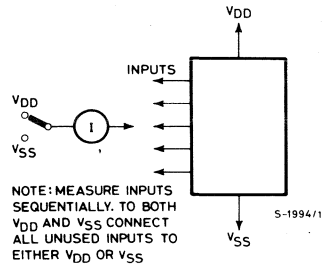 VDD
INPUTS
VDD
I
VSS
NOTE: MEASURE INPUTS
SEQUENTIALLY. TO BOTH
VDD AND VSS CONNECT
ALL UNUSED INPUTS TO
EITHER VDD OR VSS
S-1994/1
VSS